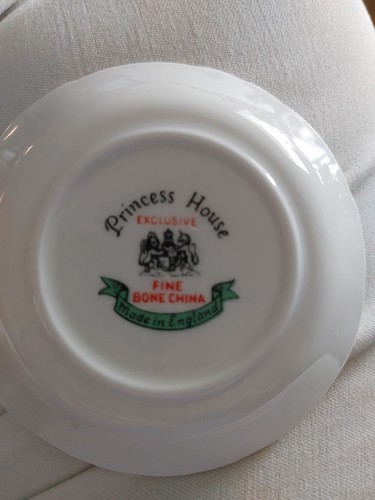 Princess House
EXCLUSIVE
FINE
BONE CHINA
Made in England